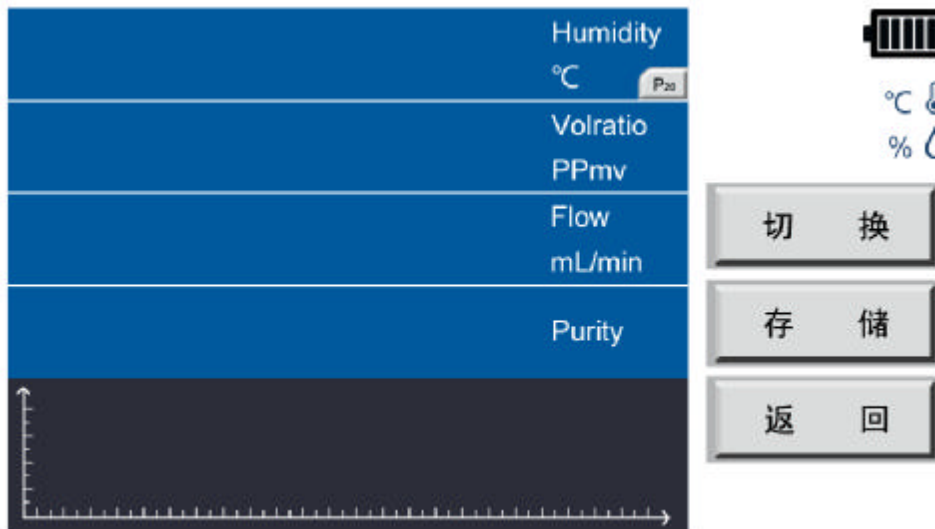 Humidity
℃ P20
Volratio
PPmv
Flow
mL/min
Purity
℃
%
切 换
存 储
返 回